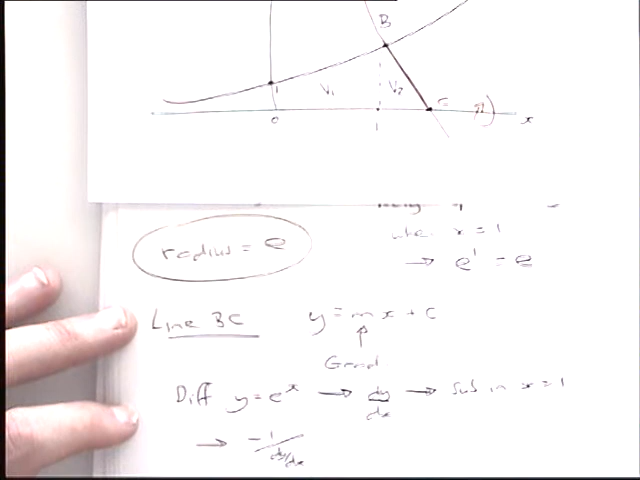 B
1
V1
V2
C
0
1
x
radius = e
when x = 1
→ e¹ = e
Line BC y = mx + c
↑
Grad
Diff y = eˣ → dy/dx → Sub in x = 1
→ -1/dy/dx